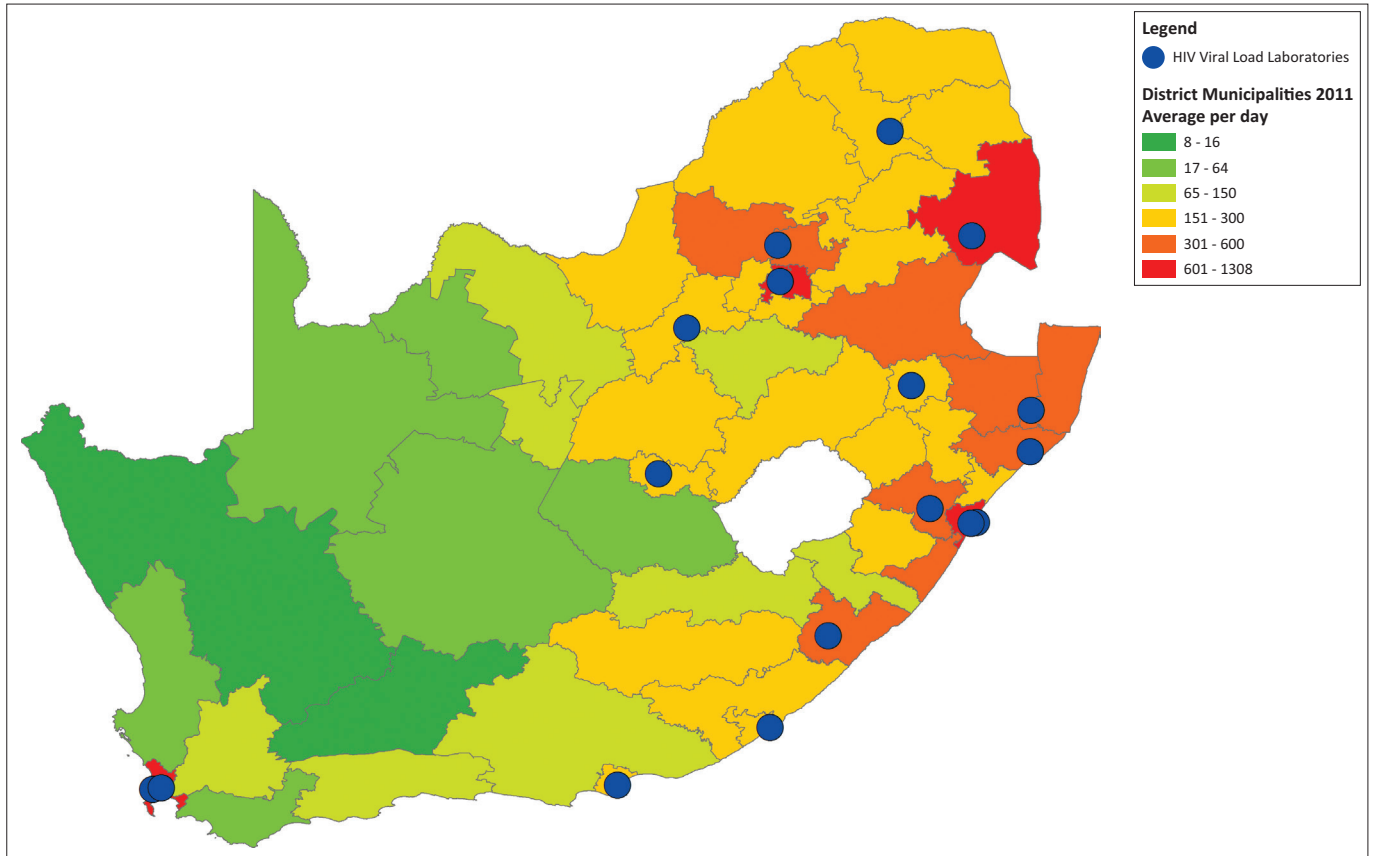 Legend
HIV Viral Load Laboratories
District Municipalities 2011
Average per day
8 - 16
17 - 64
65 - 150
151 - 300
301 - 600
601 - 1308